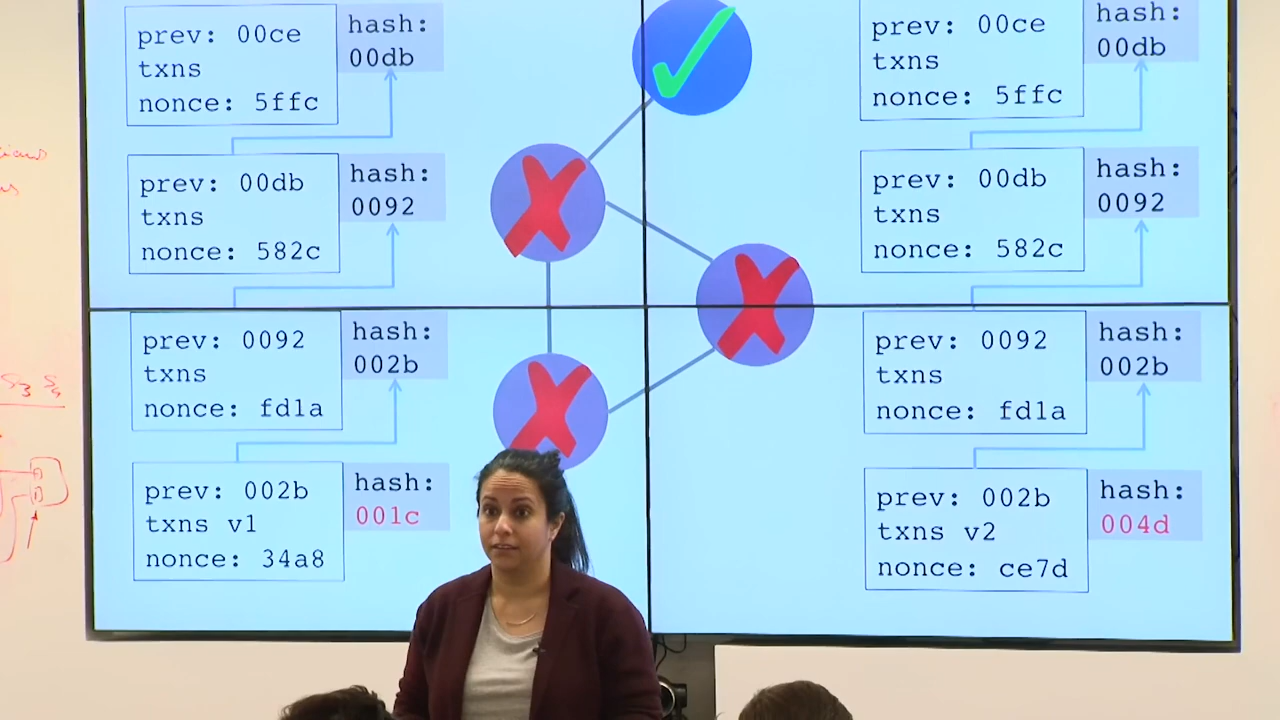 prev: 00ce
txns
nonce: 5ffc
hash:
00db
prev: 00db
txns
nonce: 582c
hash:
0092
prev: 0092
txns
nonce: fd1a
hash:
002b
prev: 002b
txns v1
nonce: 34a8
hash:
001c
prev: 00ce
txns
nonce: 5ffc
hash:
00db
prev: 00db
txns
nonce: 582c
hash:
0092
prev: 0092
txns
nonce: fd1a
hash:
002b
prev: 002b
txns v2
nonce: ce7d
hash:
004d
S3 S4